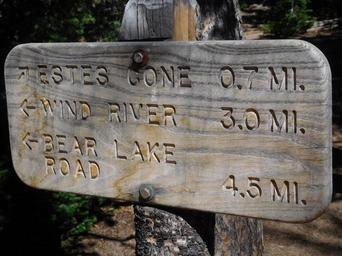 ↗ ESTES CONE 0.7 MI.
← WIND RIVER 3.0 MI.
← BEAR LAKE
ROAD 4.5 MI.